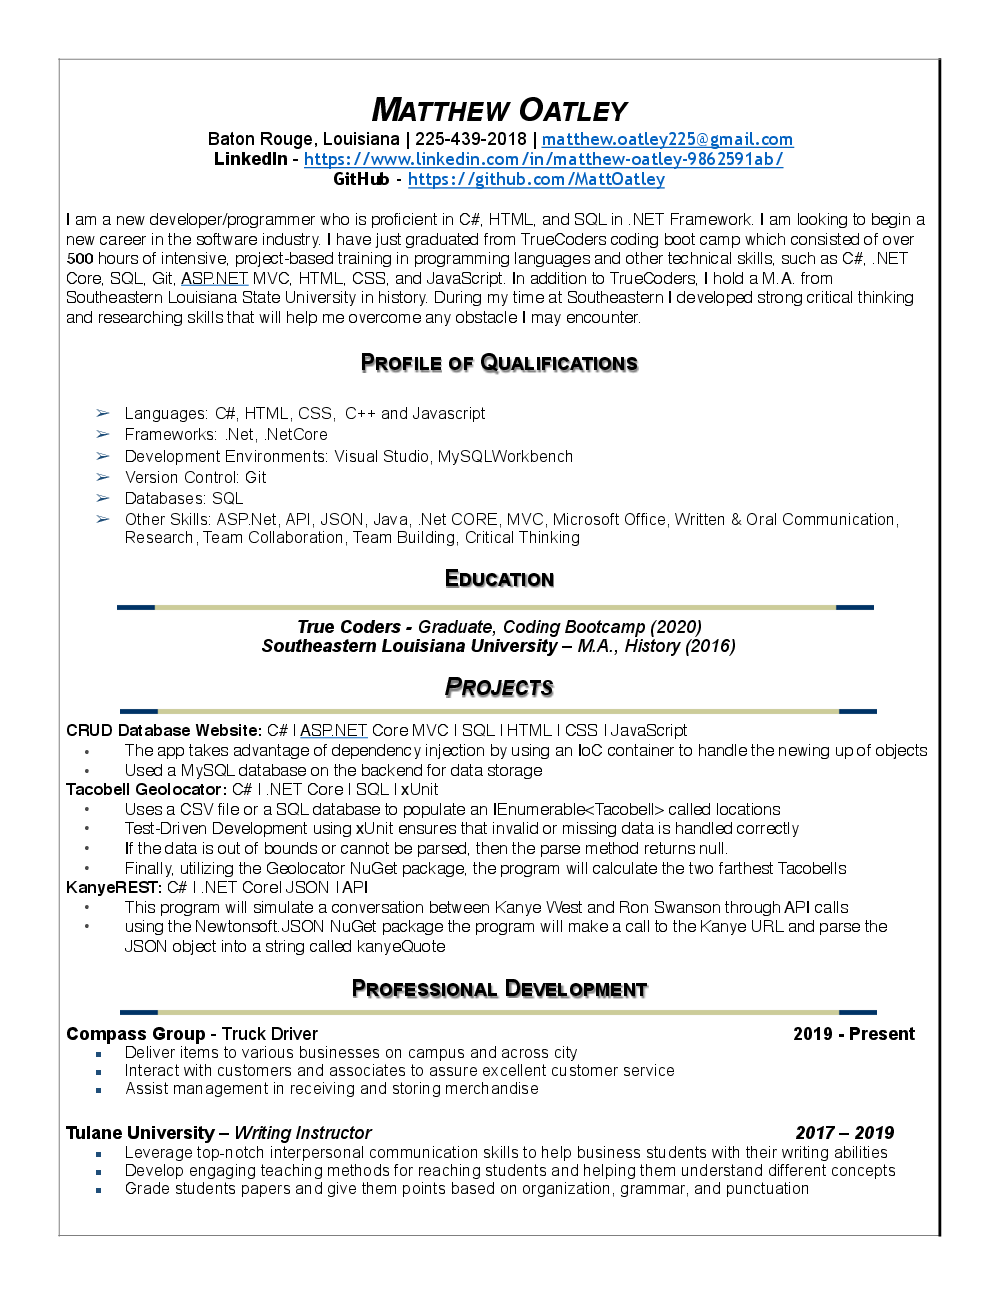 MATTHEW OATLEY
Baton Rouge, Louisiana | 225-439-2018 | matthew.oatley225@gmail.com
LinkedIn - https://www.linkedin.com/in/matthew-oatley-9862591ab/
GitHub - https://github.com/MattOatley
I am a new developer/programmer who is proficient in C#, HTML, and SQL in .NET Framework. I am looking to begin a
new career in the software industry. I have just graduated from TrueCoders coding boot camp which consisted of over
500 hours of intensive, project-based training in programming languages and other technical skills, such as C#, .NET
Core, SQL, Git, ASP.NET MVC, HTML, CSS, and JavaScript. In addition to TrueCoders, I hold a M.A. from
Southeastern Louisiana State University in history. During my time at Southeastern I developed strong critical thinking
and researching skills that will help me overcome any obstacle I may encounter.
PROFILE OF QUALIFICATIONS
➢ Languages: C#, HTML, CSS, C++ and Javascript
➢ Frameworks: .Net, .NetCore
➢ Development Environments: Visual Studio, MySQLWorkbench
➢ Version Control: Git
➢ Databases: SQL
➢ Other Skills: ASP.Net, API, JSON, Java, .Net CORE, MVC, Microsoft Office, Written & Oral Communication,
Research, Team Collaboration, Team Building, Critical Thinking
EDUCATION
True Coders - Graduate, Coding Bootcamp (2020)
Southeastern Louisiana University – M.A., History (2016)
PROJECTS
CRUD Database Website: C# | ASP.NET Core MVC | SQL | HTML | CSS | JavaScript
• The app takes advantage of dependency injection by using an IoC container to handle the newing up of objects
• Used a MySQL database on the backend for data storage
Tacobell Geolocator: C# | .NET Core | SQL | xUnit
• Uses a CSV file or a SQL database to populate an IEnumerable<Tacobell> called locations
• Test-Driven Development using xUnit ensures that invalid or missing data is handled correctly
• If the data is out of bounds or cannot be parsed, then the parse method returns null.
• Finally, utilizing the Geolocator NuGet package, the program will calculate the two farthest Tacobells
KanyeREST: C# | .NET Core| JSON | API
• This program will simulate a conversation between Kanye West and Ron Swanson through API calls
• using the Newtonsoft.JSON NuGet package the program will make a call to the Kanye URL and parse the
JSON object into a string called kanyeQuote
PROFESSIONAL DEVELOPMENT
Compass Group - Truck Driver 2019 - Present
▪ Deliver items to various businesses on campus and across city
▪ Interact with customers and associates to assure excellent customer service
▪ Assist management in receiving and storing merchandise
Tulane University – Writing Instructor 2017 – 2019
▪ Leverage top-notch interpersonal communication skills to help business students with their writing abilities
▪ Develop engaging teaching methods for reaching students and helping them understand different concepts
▪ Grade students papers and give them points based on organization, grammar, and punctuation